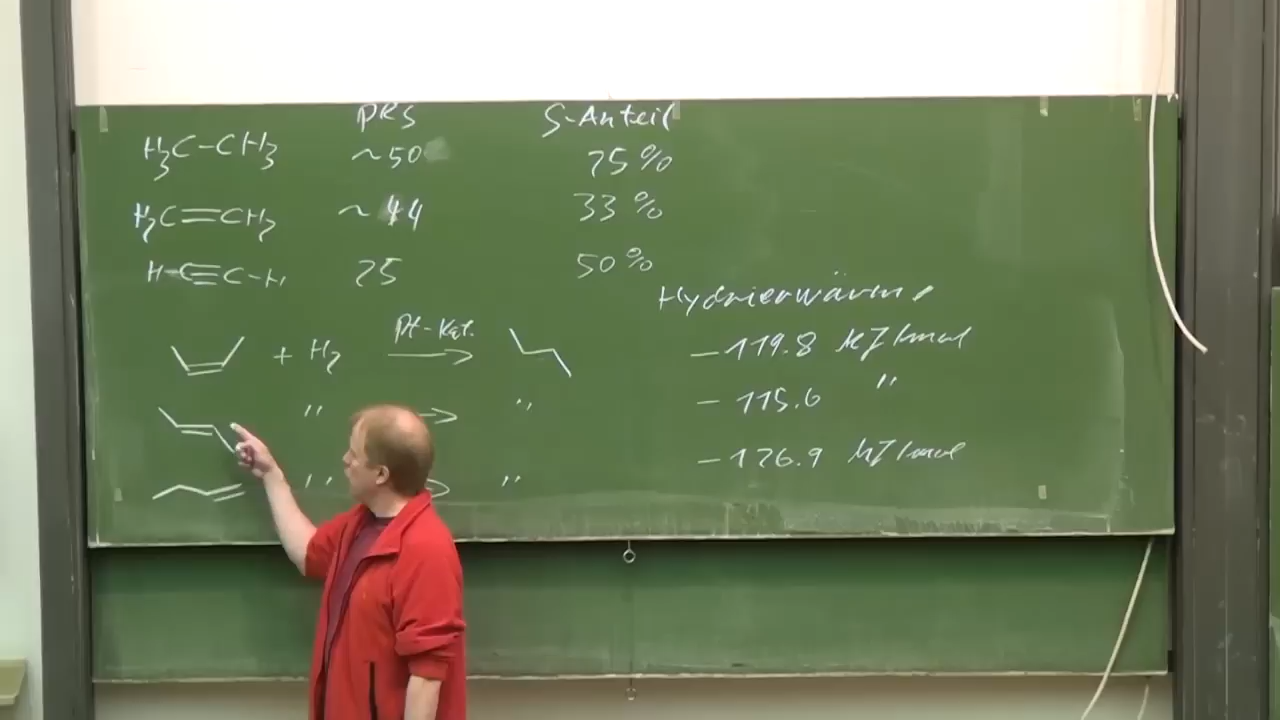 pKs S-Anteil
H₃C-CH₃ ~50 25%
H₂C=CH₂ ~44 33%
H-C≡C-H 25 50%
Hydrierwärme
+ H₂ Pt-Kat. → -119.8 kJ/mol
" → " -115.6 "
" → " -126.9 kJ/mol